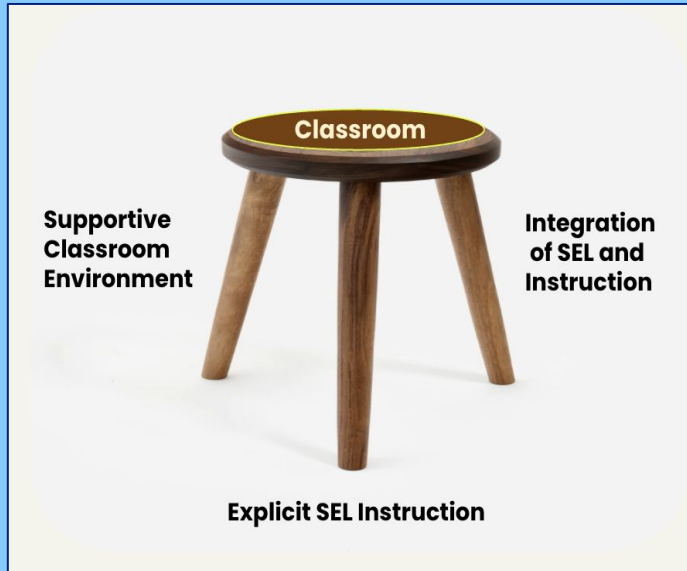 Classroom
Supportive
Classroom
Environment
Integration
of SEL and
Instruction
Explicit SEL Instruction